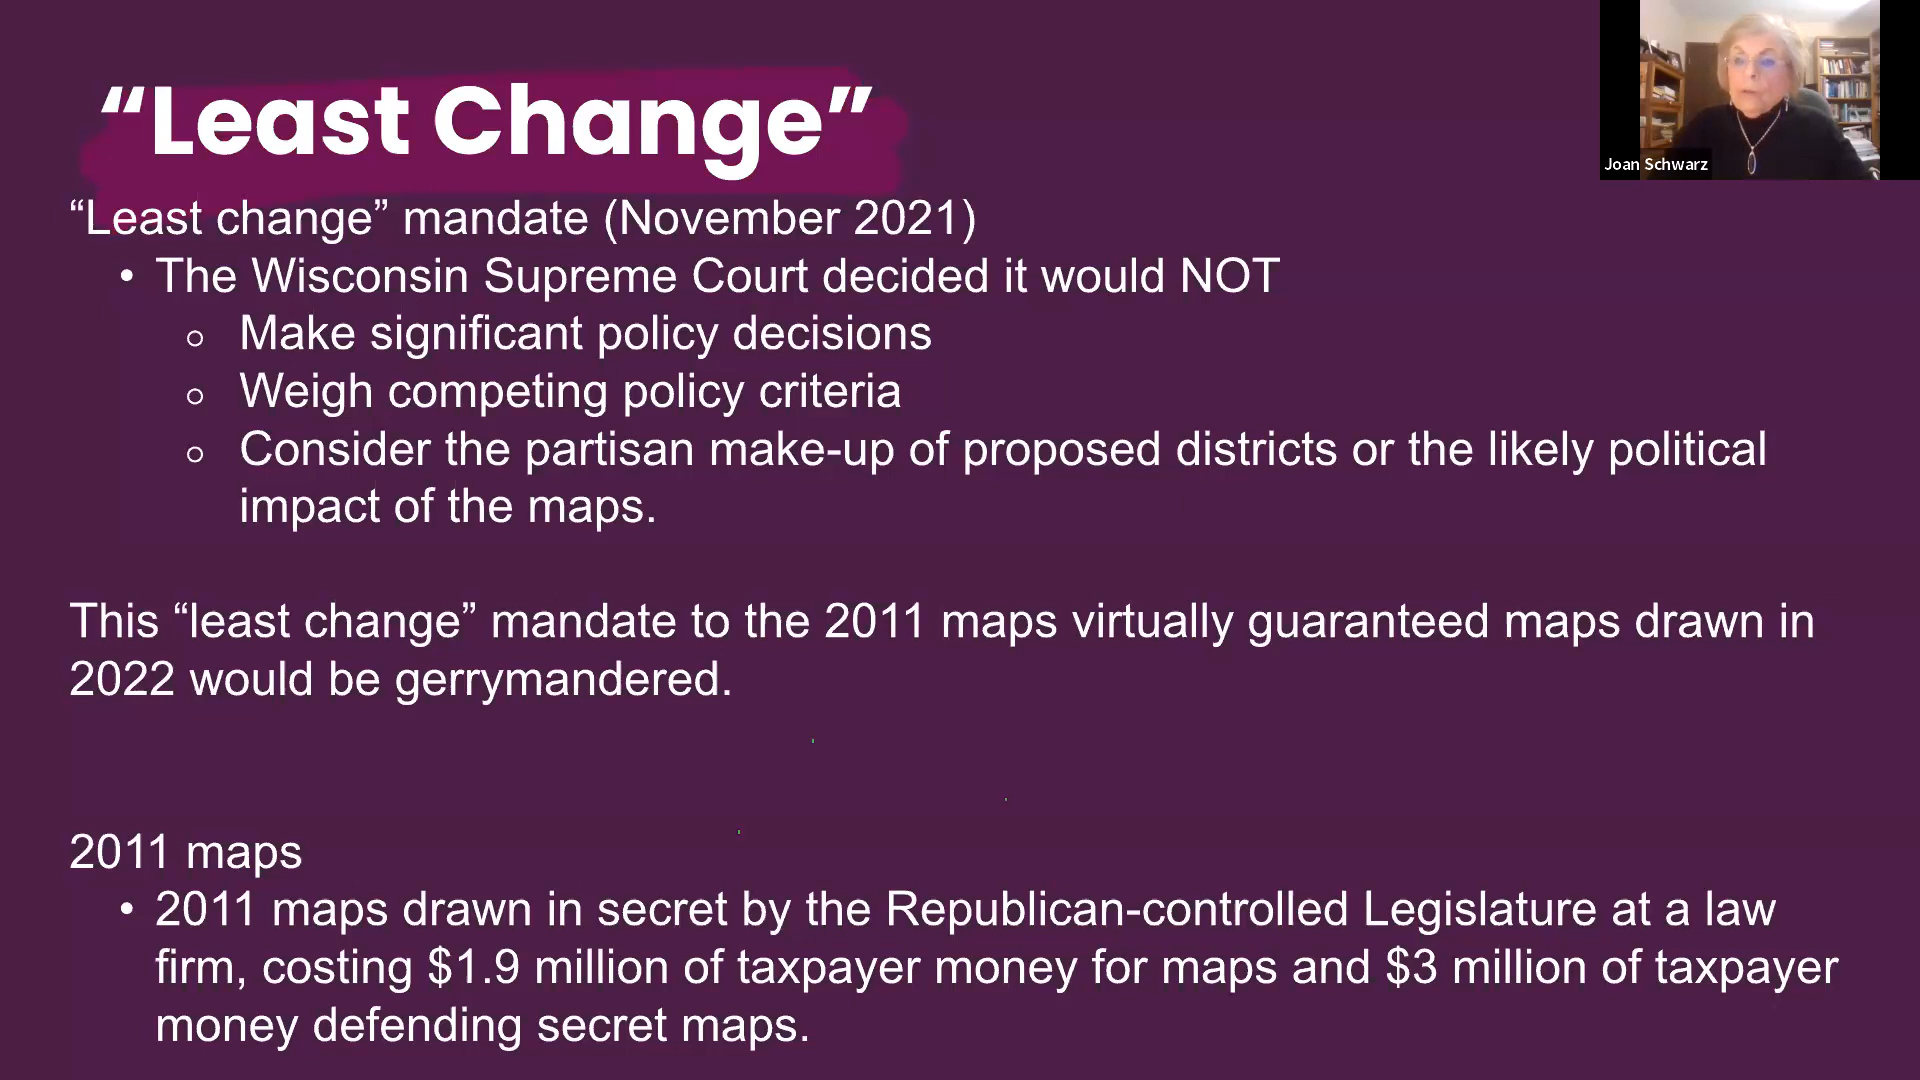 “Least Change”
Joan Schwarz
“Least change” mandate (November 2021)
• The Wisconsin Supreme Court decided it would NOT
○ Make significant policy decisions
○ Weigh competing policy criteria
○ Consider the partisan make-up of proposed districts or the likely political
impact of the maps.
This “least change” mandate to the 2011 maps virtually guaranteed maps drawn in
2022 would be gerrymandered.
2011 maps
• 2011 maps drawn in secret by the Republican-controlled Legislature at a law
firm, costing $1.9 million of taxpayer money for maps and $3 million of taxpayer
money defending secret maps.